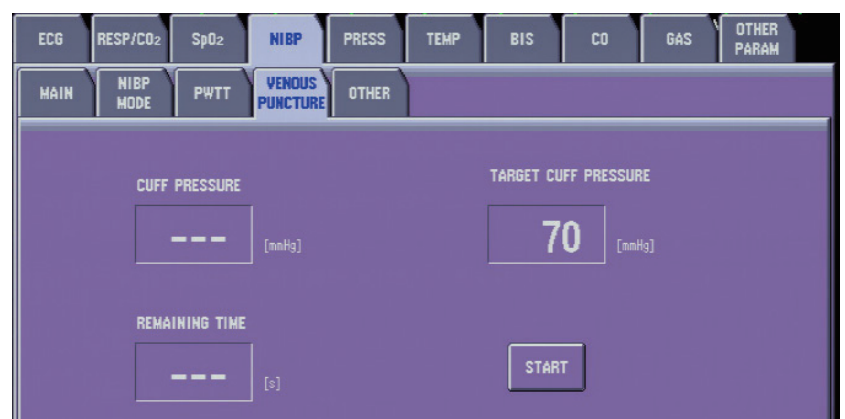 ECG RESP/CO₂ SpO₂ NIBP PRESS TEMP BIS CO GAS OTHER PARAM
MAIN NIBP MODE PWTT VENOUS PUNCTURE OTHER
CUFF PRESSURE TARGET CUFF PRESSURE
--- [mmHg] 70 [mmHg]
REMAINING TIME
--- [s] START